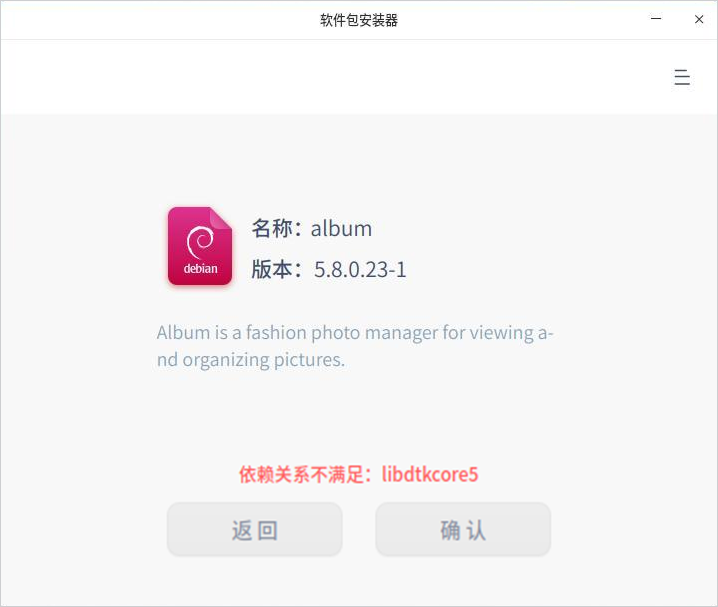 软件包安装器
debian
名称：album
版本：5.8.0.23-1
Album is a fashion photo manager for viewing a-
nd organizing pictures.
依赖关系不满足：libdtkcore5
返回
确认